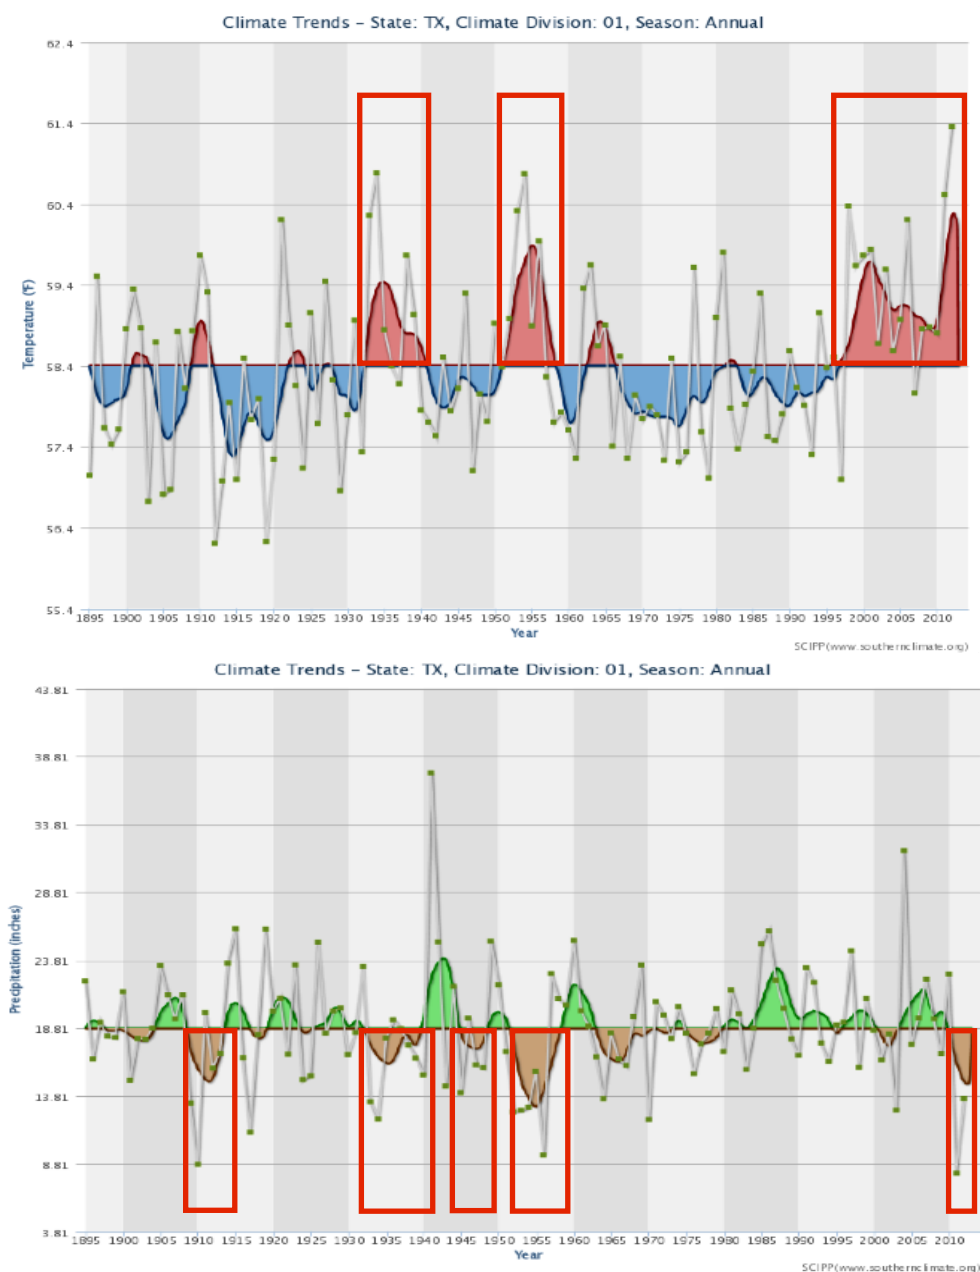 Climate Trends – State: TX, Climate Division: 01, Season: Annual
62.4
61.4
60.4
59.4
58.4
57.4
56.4
55.4
Temperature (°F)
1895 1900 1905 1910 1915 1920 1925 1930 1935 1940 1945 1950 1955 1960 1965 1970 1975 1980 1985 1990 1995 2000 2005 2010
Year
SCIPP(www.southernclimate.org)
Climate Trends – State: TX, Climate Division: 01, Season: Annual
43.81
38.81
33.81
28.81
23.81
18.81
13.81
8.81
3.81
Precipitation (inches)
1895 1900 1905 1910 1915 1920 1925 1930 1935 1940 1945 1950 1955 1960 1965 1970 1975 1980 1985 1990 1995 2000 2005 2010
Year
SCIPP(www.southernclimate.org)